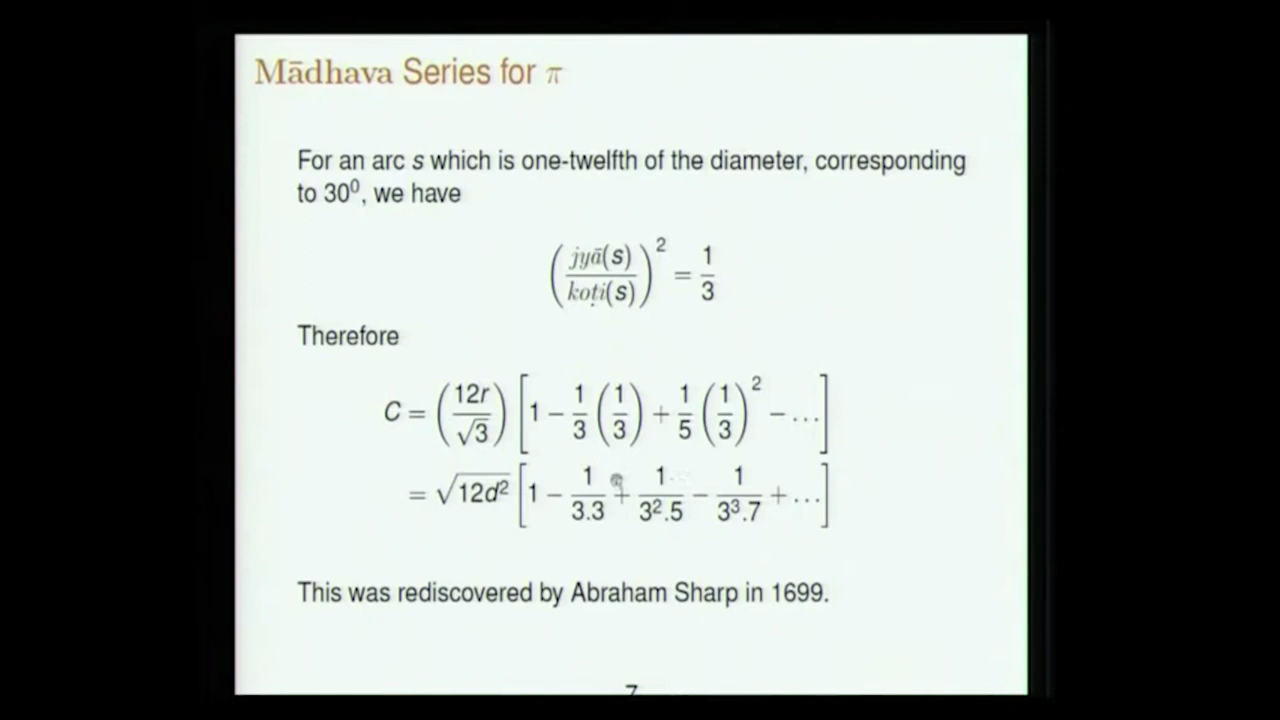 Mādhava Series for π
For an arc s which is one-twelfth of the diameter, corresponding
to 30⁰, we have
(jyā(s)/koṭi(s))² = 1/3
Therefore
C = (12r/√3) [1 − 1/3 (1/3) + 1/5 (1/3)² − ...]
= √12d² [1 − 1/3.3 + 1/3².5 − 1/3³.7 + ...]
This was rediscovered by Abraham Sharp in 1699.
7